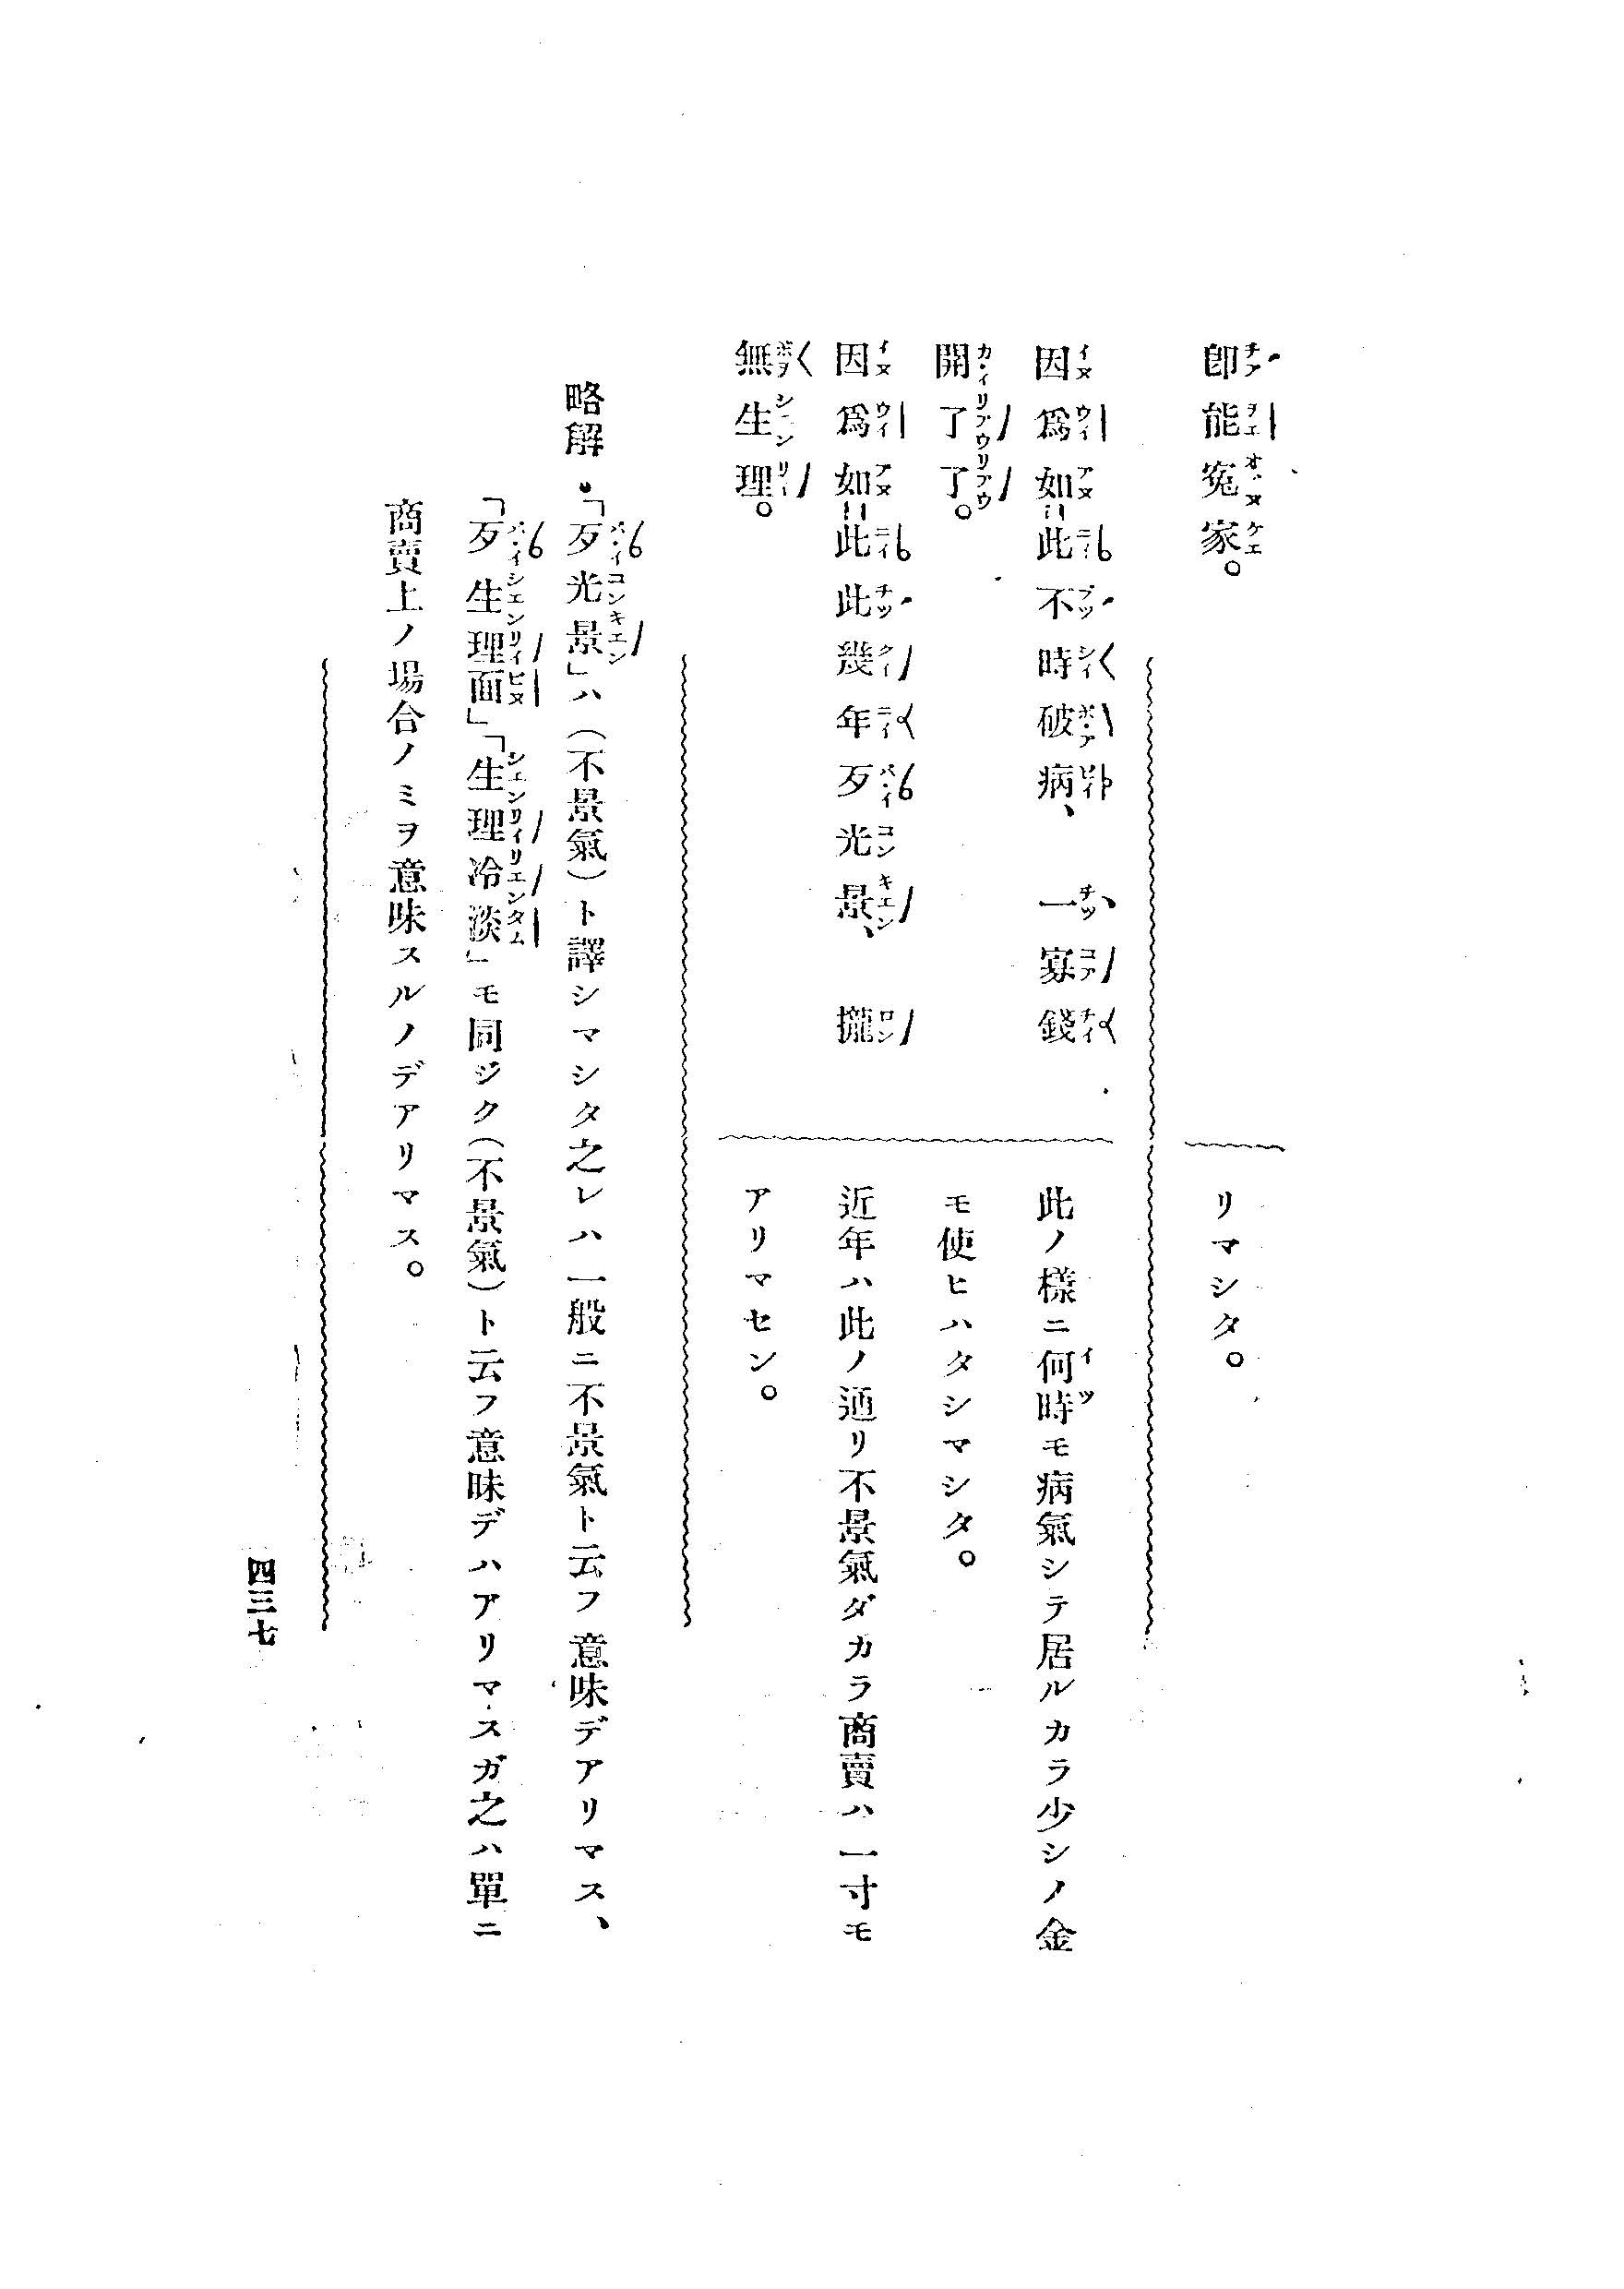 卽能寃家。
リマシタ。
因爲如此不時破病、一寡錢
開了了。
此ノ樣ニ何時モ病氣シテ居ルカラ少シノ金
モ使ヒハタシマシタ。
因爲如此此幾年歹光景、攏
無生理。
近年ハ此ノ通リ不景氣ダカラ商賣ハ一寸モ
アリマセン。
略解.「歹光景」ハ(不景氣)ト譯シマシタ之レハ一般ニ不景氣ト云フ意味デアリマス、
「歹生理面」「生理冷淡」モ同ジク(不景氣)ト云フ意味デハアリマスガ之ハ單ニ
商賣上ノ場合ノミヲ意味スルノデアリマス。
四三七